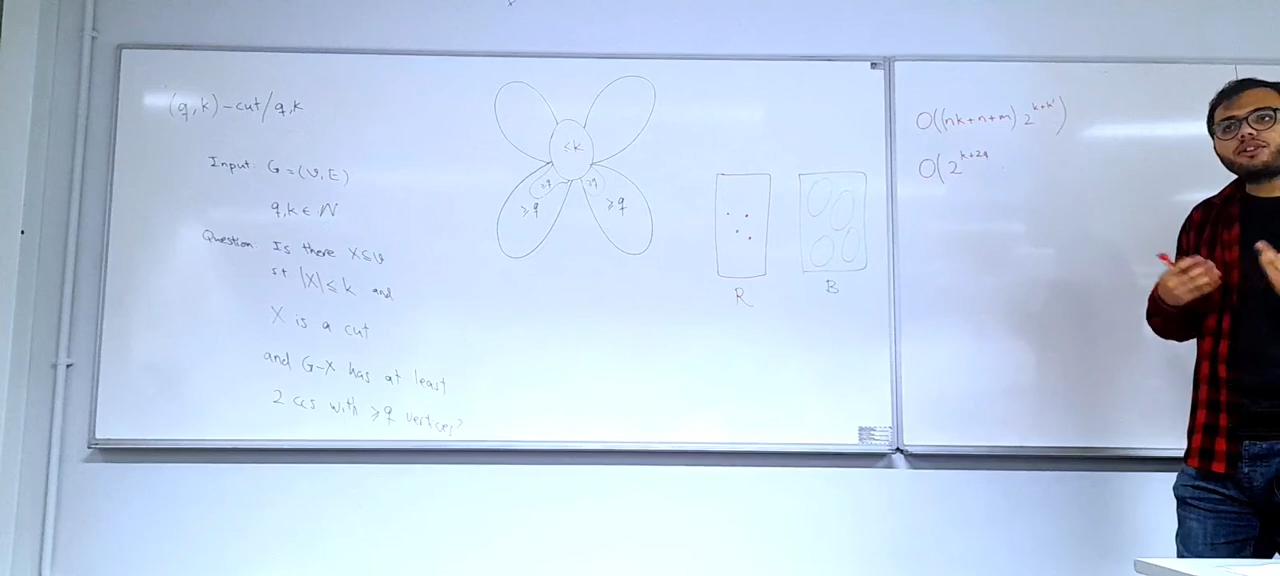 (q,k)-cut/q,k
Input: G=(V,E)
q,k ∈ N
Question: Is there X⊆V
st |X| ≤ k and
X is a cut
and G-X has at least
2 ccs with ≥q vertices?
≤k
≥q ≥q
≥q ≥q
R B
O((nk+n+m) 2^{k+k'})
O(2^{k+2q}